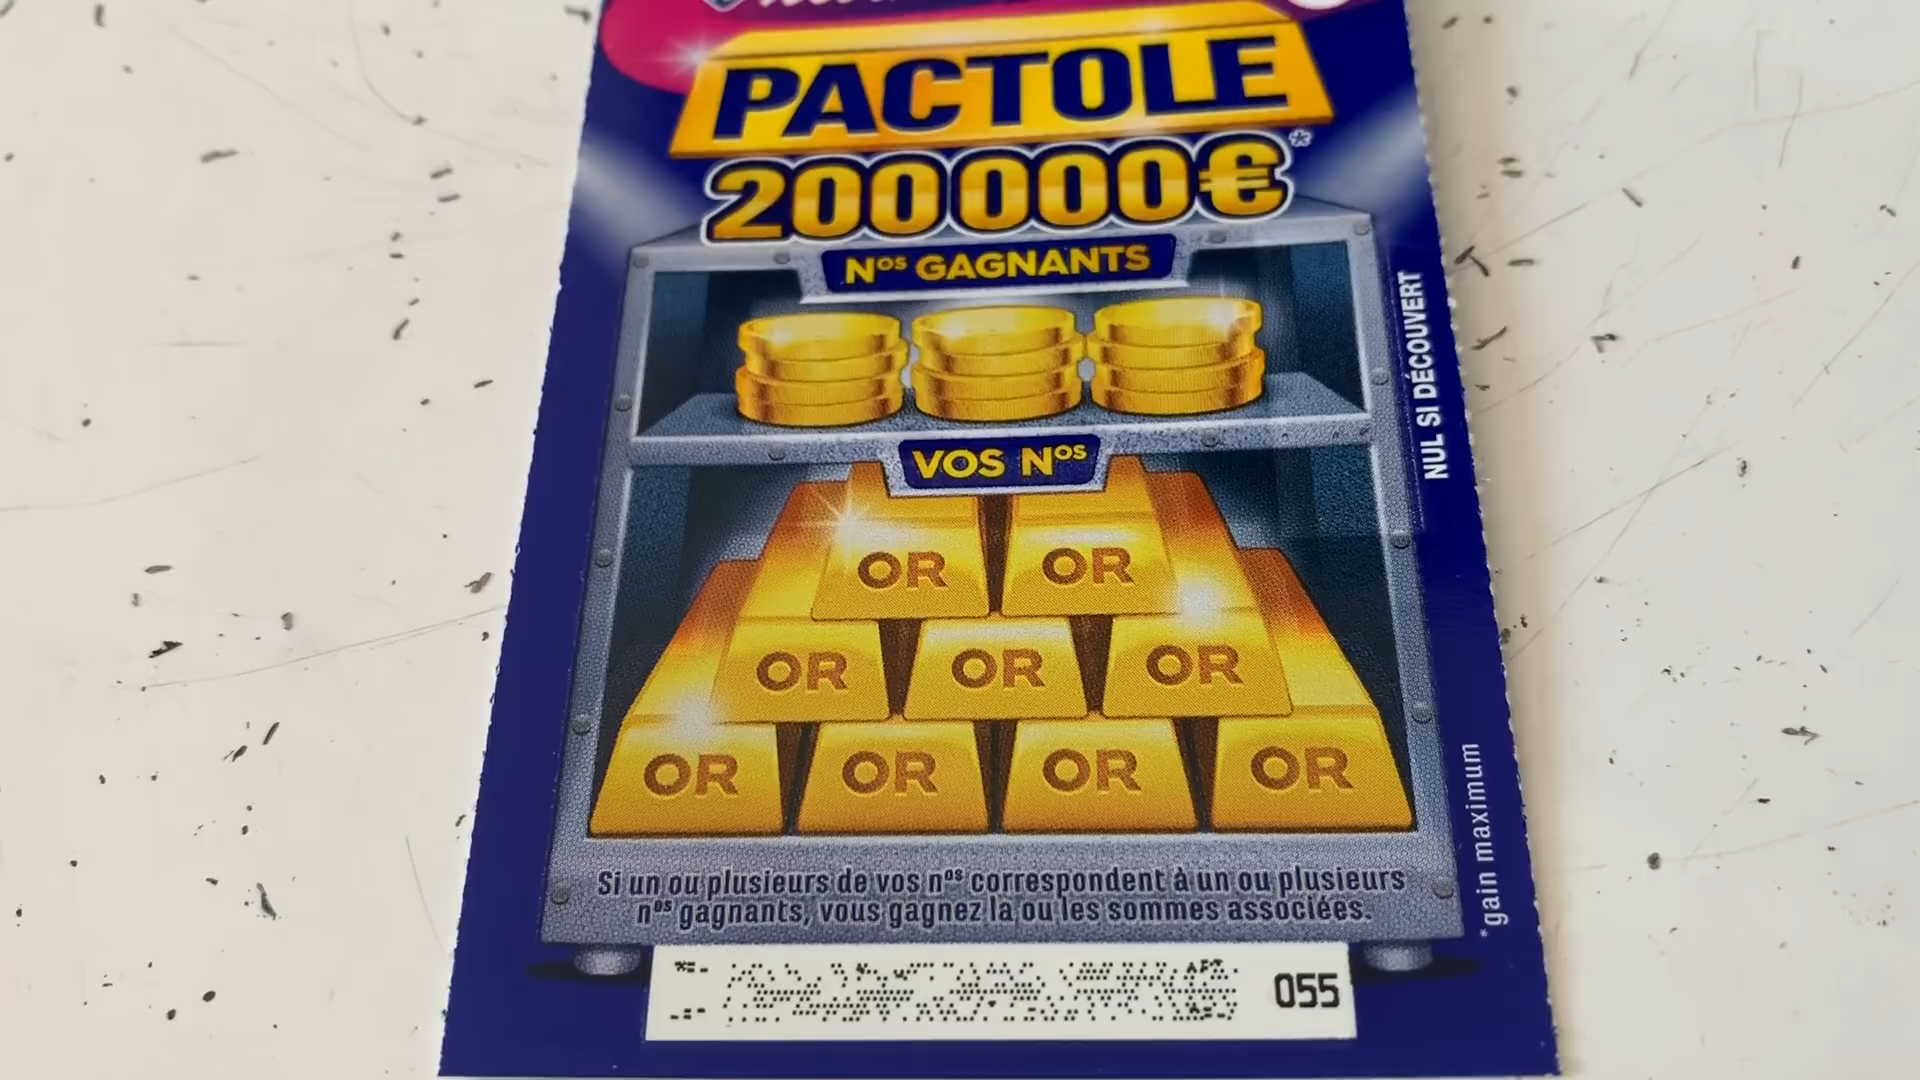 PACTOLE
200 000€*
Nos GAGNANTS
VOS Nos
OR OR
OR OR OR
OR OR OR OR
Si un ou plusieurs de vos nos correspondent à un ou plusieurs
nos gagnants, vous gagnez la ou les sommes associées.
055
NUL SI DÉCOUVERT
*gain maximum